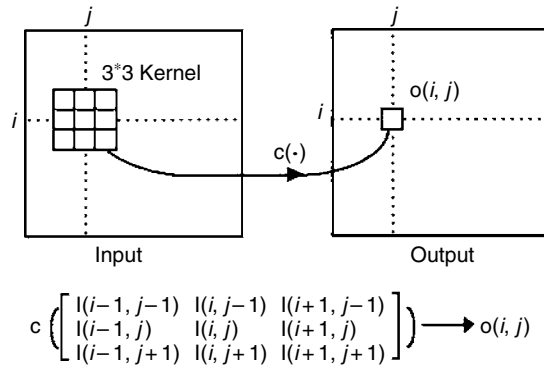 j
j
3*3 Kernel
o(i, j)
i
i
c(·)
Input
Output
I(i−1, j−1) I(i, j−1) I(i+1, j−1)
c I(i−1, j) I(i, j) I(i+1, j) o(i, j)
I(i−1, j+1) I(i, j+1) I(i+1, j+1)